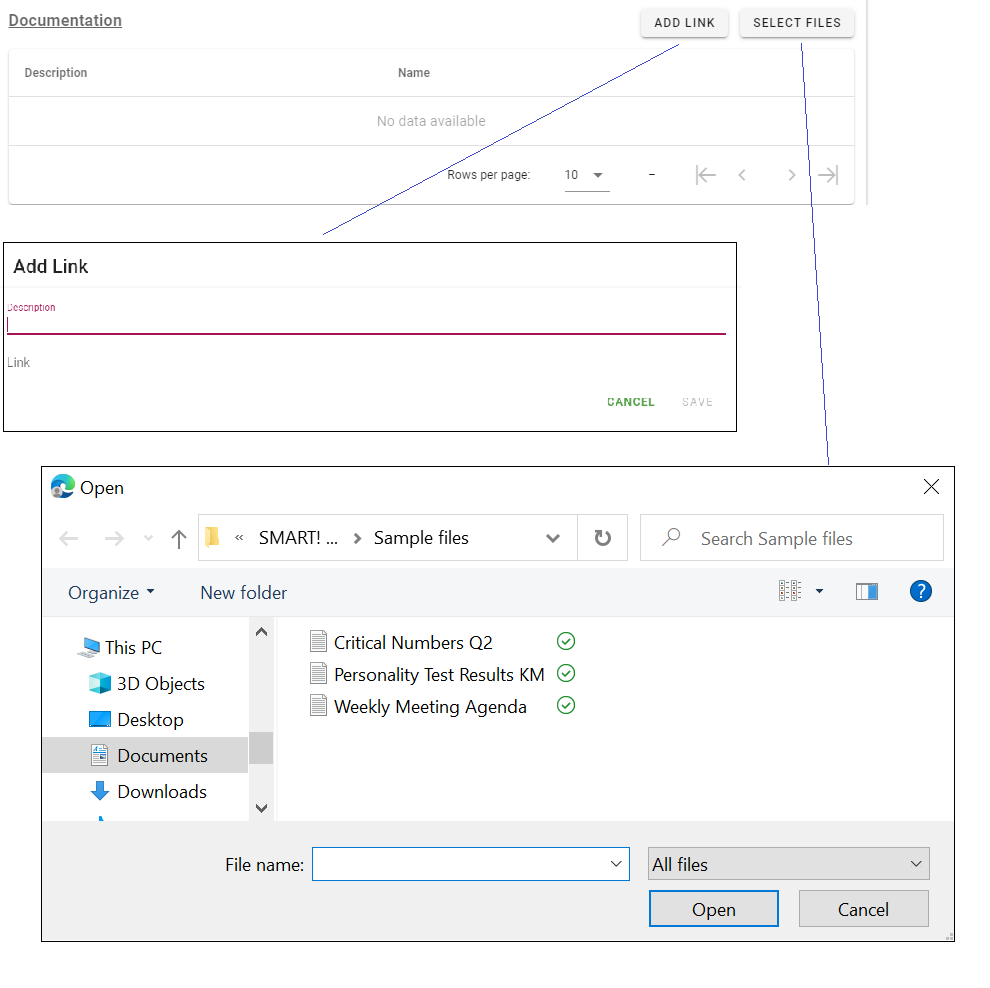 Documentation ADD LINK SELECT FILES
Description Name
No data available
Rows per page: 10 –
Add Link
Description
Link
CANCEL SAVE
Open
« SMART! ... > Sample files Search Sample files
Organize New folder ?
This PC
3D Objects
Desktop
Documents
Downloads
Critical Numbers Q2
Personality Test Results KM
Weekly Meeting Agenda
File name: All files
Open Cancel